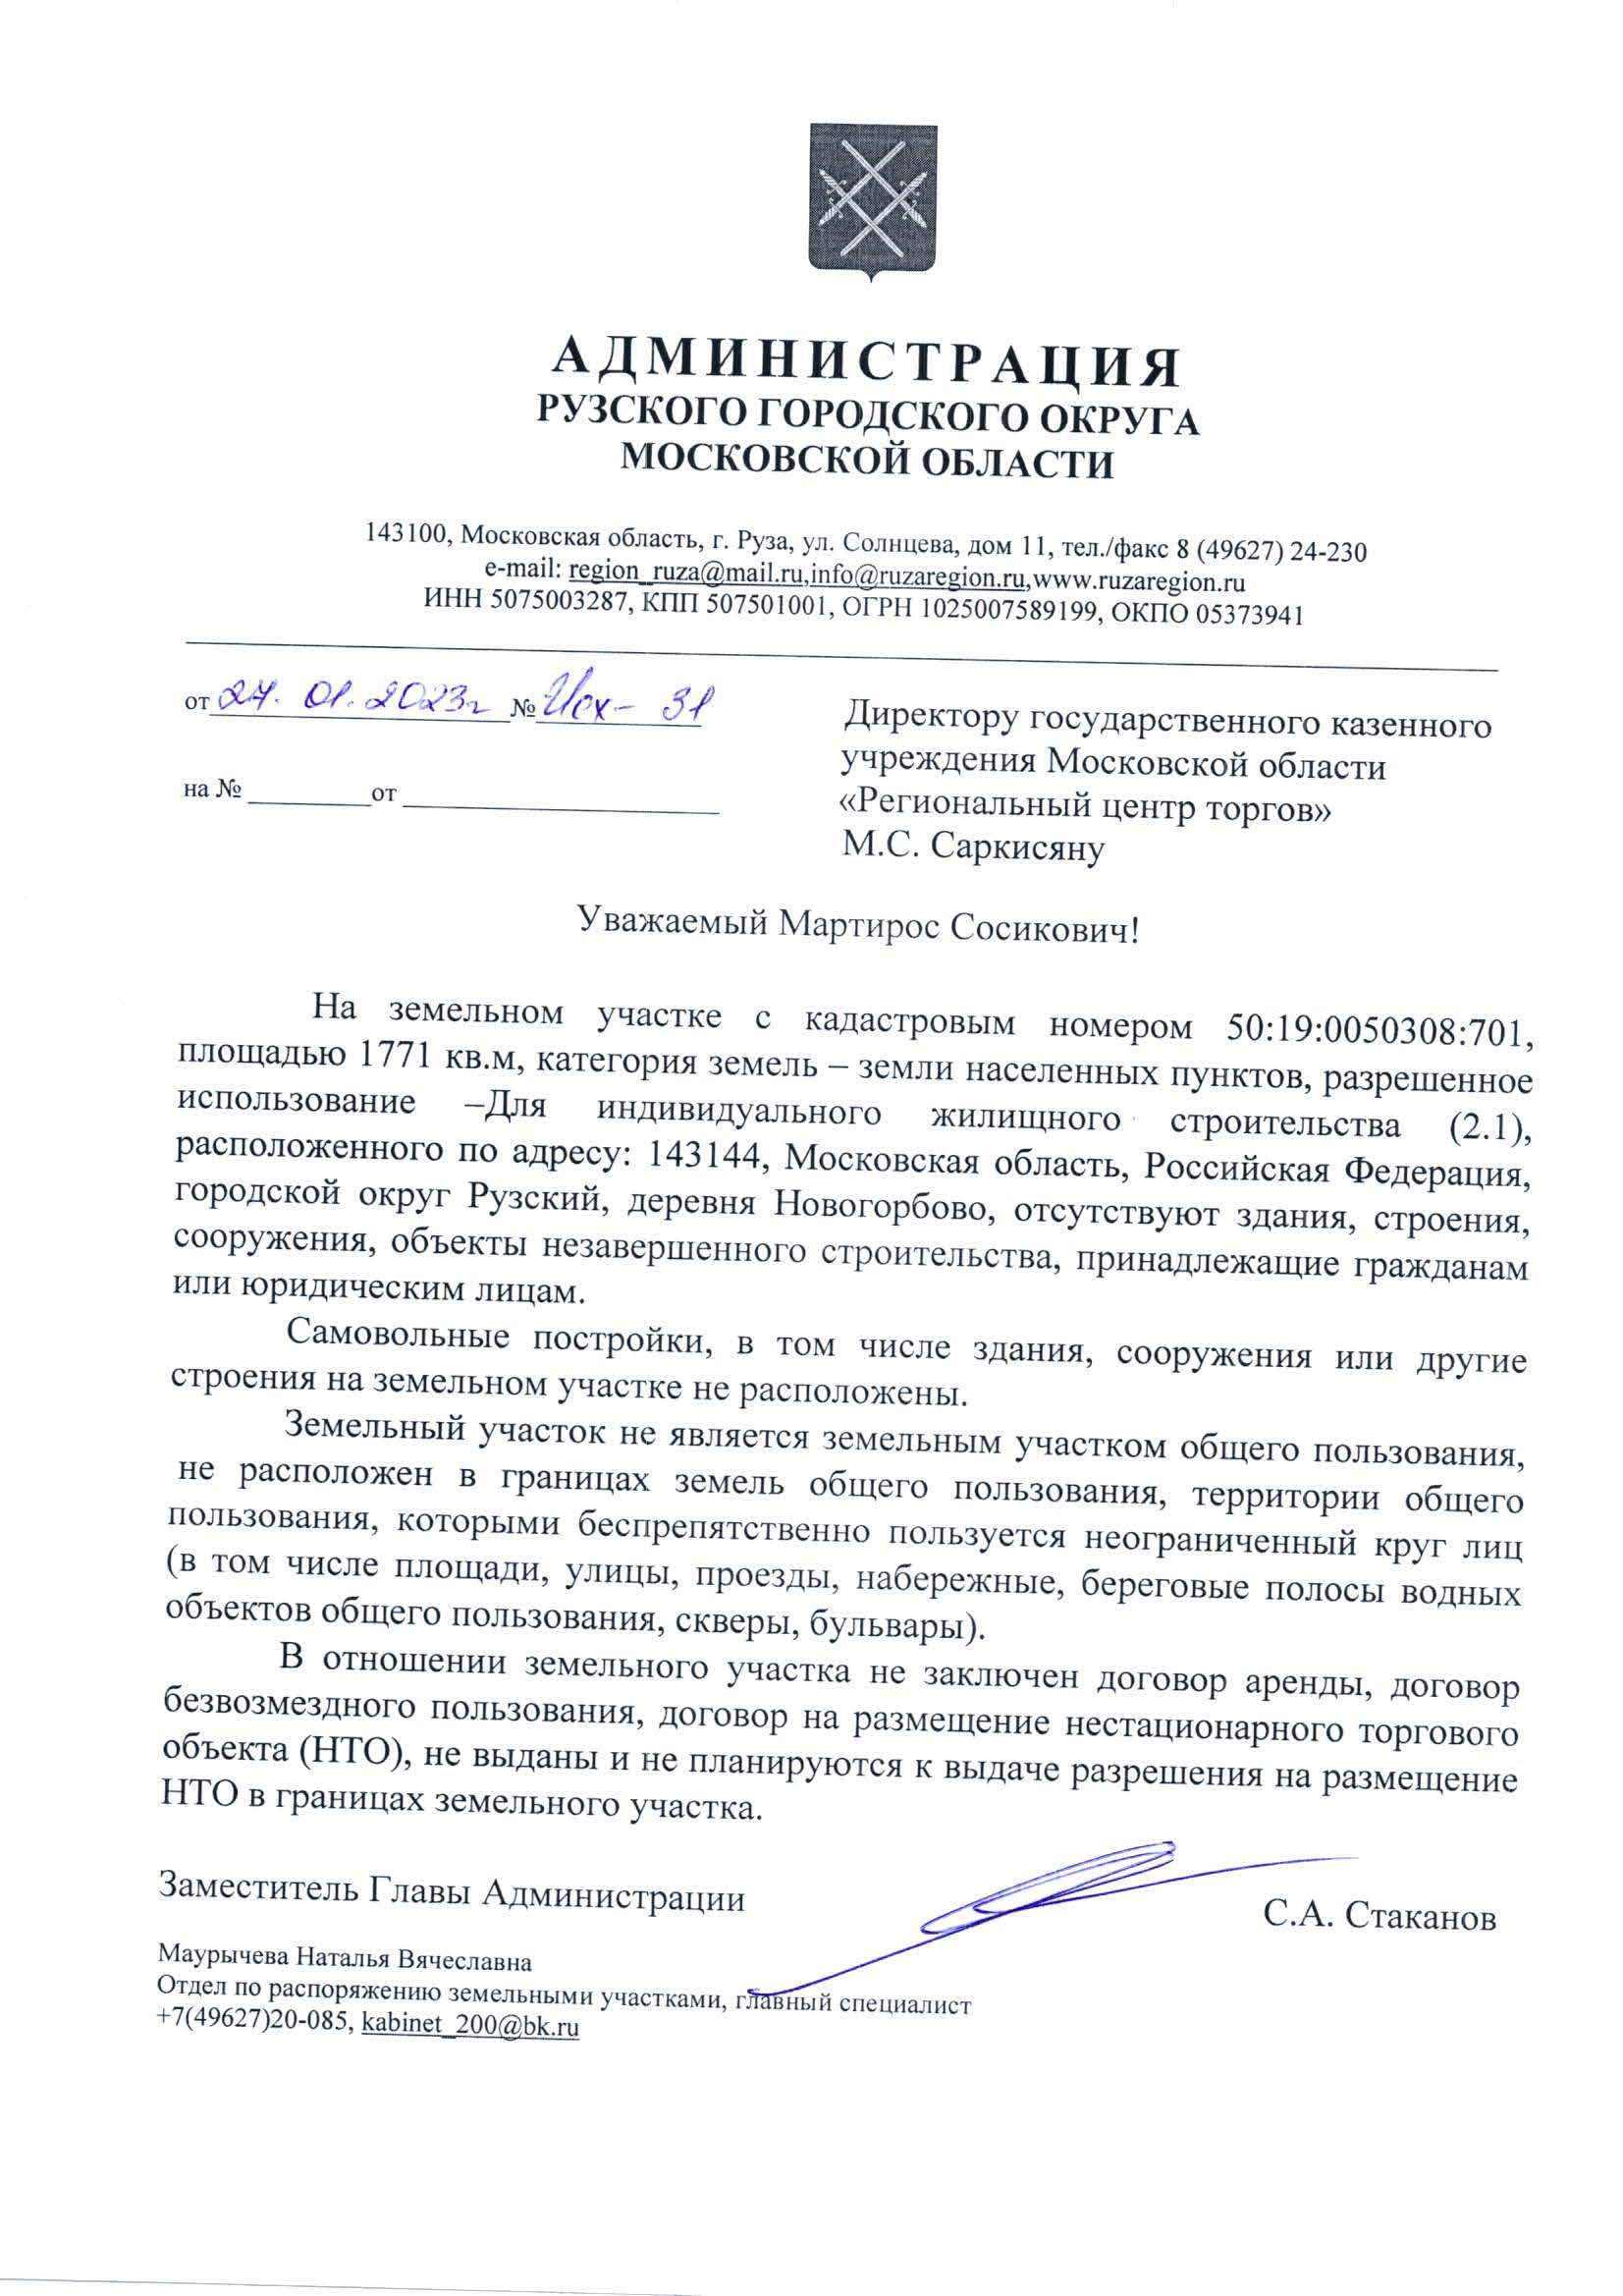 АДМИНИСТРАЦИЯ
РУЗСКОГО ГОРОДСКОГО ОКРУГА
МОСКОВСКОЙ ОБЛАСТИ
143100, Московская область, г. Руза, ул. Солнцева, дом 11, тел./факс 8 (49627) 24-230
e-mail: region_ruza@mail.ru,info@ruzaregion.ru,www.ruzaregion.ru
ИНН 5075003287, КПП 507501001, ОГРН 1025007589199, ОКПО 05373941
от 27.01.2023г № Исх- 31
на № _________от _______________________
Директору государственного казенного
учреждения Московской области
«Региональный центр торгов»
М.С. Саркисяну
Уважаемый Мартирос Сосикович!
На земельном участке с кадастровым номером 50:19:0050308:701,
площадью 1771 кв.м, категория земель – земли населенных пунктов, разрешенное
использование –Для индивидуального жилищного строительства (2.1),
расположенного по адресу: 143144, Московская область, Российская Федерация,
городской округ Рузский, деревня Новогорбово, отсутствуют здания, строения,
сооружения, объекты незавершенного строительства, принадлежащие гражданам
или юридическим лицам.
Самовольные постройки, в том числе здания, сооружения или другие
строения на земельном участке не расположены.
Земельный участок не является земельным участком общего пользования,
не расположен в границах земель общего пользования, территории общего
пользования, которыми беспрепятственно пользуется неограниченный круг лиц
(в том числе площади, улицы, проезды, набережные, береговые полосы водных
объектов общего пользования, скверы, бульвары).
В отношении земельного участка не заключен договор аренды, договор
безвозмездного пользования, договор на размещение нестационарного торгового
объекта (НТО), не выданы и не планируются к выдаче разрешения на размещение
НТО в границах земельного участка.
Заместитель Главы Администрации
С.А. Стаканов
Маурычева Наталья Вячеславна
Отдел по распоряжению земельными участками, главный специалист
+7(49627)20-085, kabinet_200@bk.ru